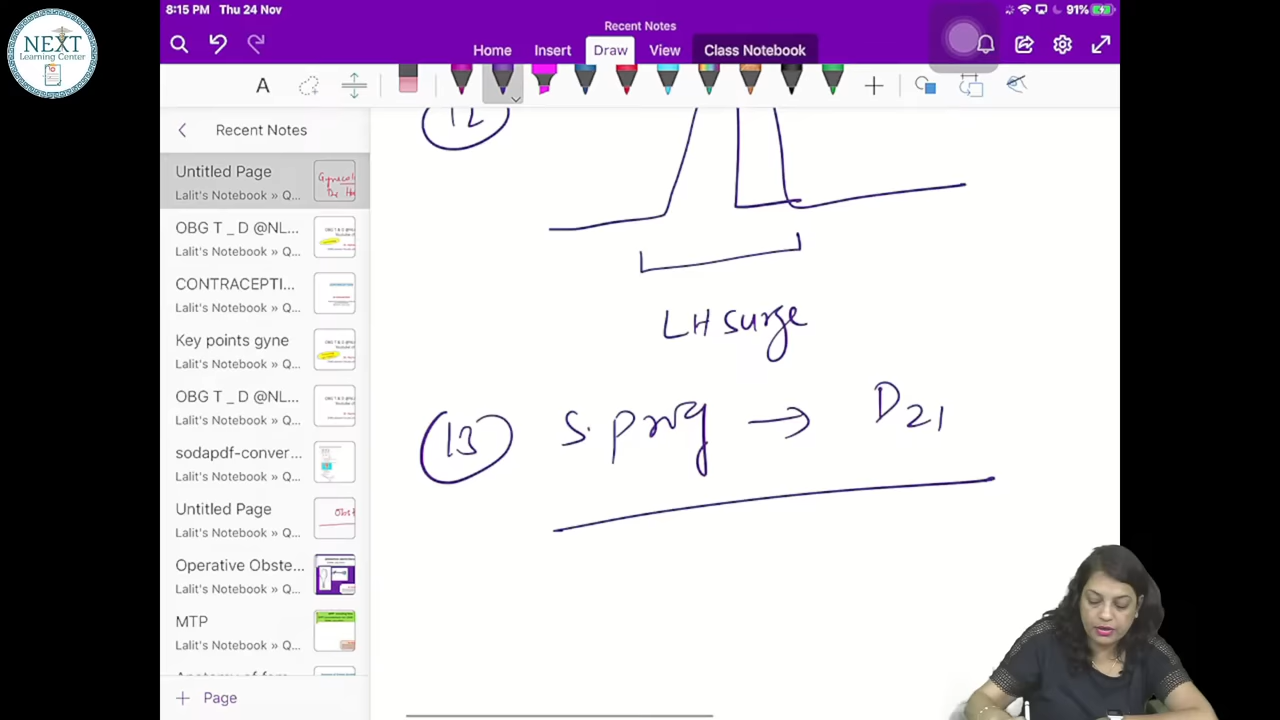 8:15 PM Thu 24 Nov
91%
NEXT
Learning Center
Recent Notes
Home Insert Draw View Class Notebook
A
Recent Notes
Untitled Page
Lalit's Notebook » Q...
OBG T _ D @NL...
Lalit's Notebook » Q...
CONTRACEPTI...
Lalit's Notebook » Q...
Key points gyne
Lalit's Notebook » Q...
OBG T _ D @NL...
Lalit's Notebook » Q...
sodapdf-conver...
Lalit's Notebook » Q...
Untitled Page
Lalit's Notebook » Q...
Operative Obste...
Lalit's Notebook » Q...
MTP
Lalit's Notebook » Q...
+ Page
12
LH surge
13 S. prog → D21